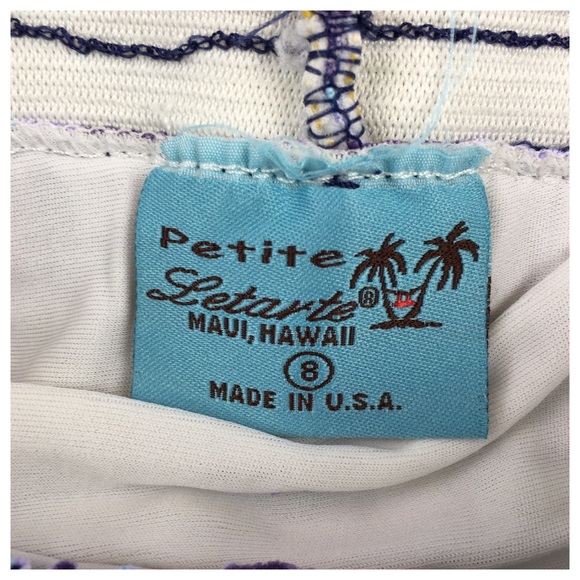 Petite
Letarte®
MAUI, HAWAII
8
MADE IN U.S.A.